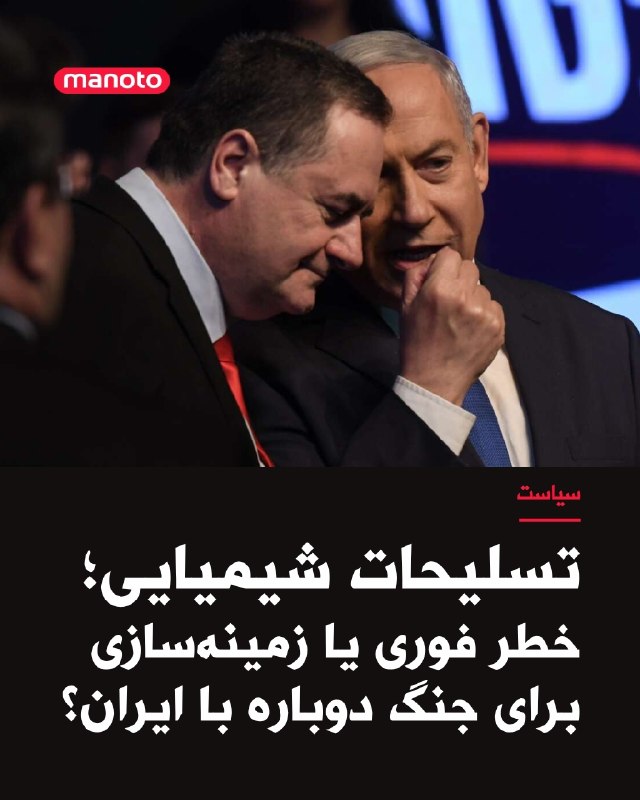 manoto
سیاست
تسلیحات شیمیایی؛
خطر فوری یا زمینه‌سازی
برای جنگ دوباره با ایران؟